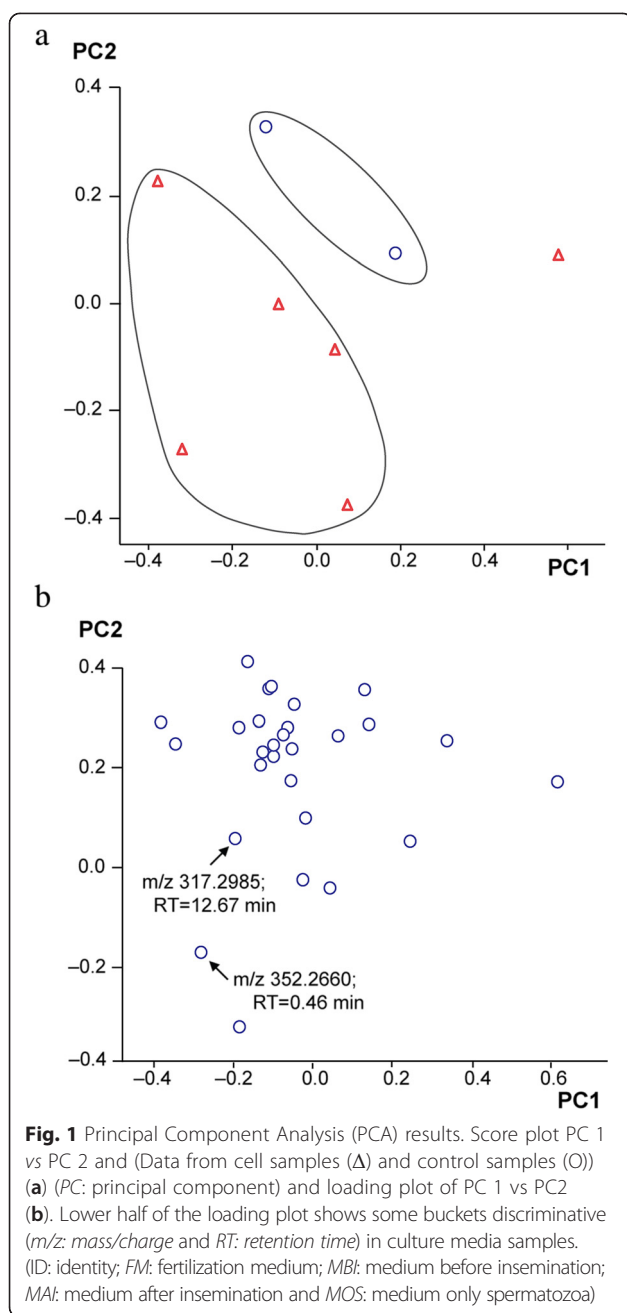 a
PC2
0.4
0.2
0.0
−0.2
−0.4
−0.4 −0.2 0.0 0.2 0.4 0.6
PC1
b
PC2
0.4
0.2
0.0
m/z 317.2985;
RT=12.67 min
−0.2
m/z 352.2660;
RT=0.46 min
−0.4
−0.4 −0.2 0.0 0.2 0.4 0.6
PC1
Fig. 1 Principal Component Analysis (PCA) results. Score plot PC 1
vs PC 2 and (Data from cell samples (Δ) and control samples (O))
(a) (PC: principal component) and loading plot of PC 1 vs PC2
(b). Lower half of the loading plot shows some buckets discriminative
(m/z: mass/charge and RT: retention time) in culture media samples.
(ID: identity; FM: fertilization medium; MBI: medium before insemination;
MAI: medium after insemination and MOS: medium only spermatozoa)